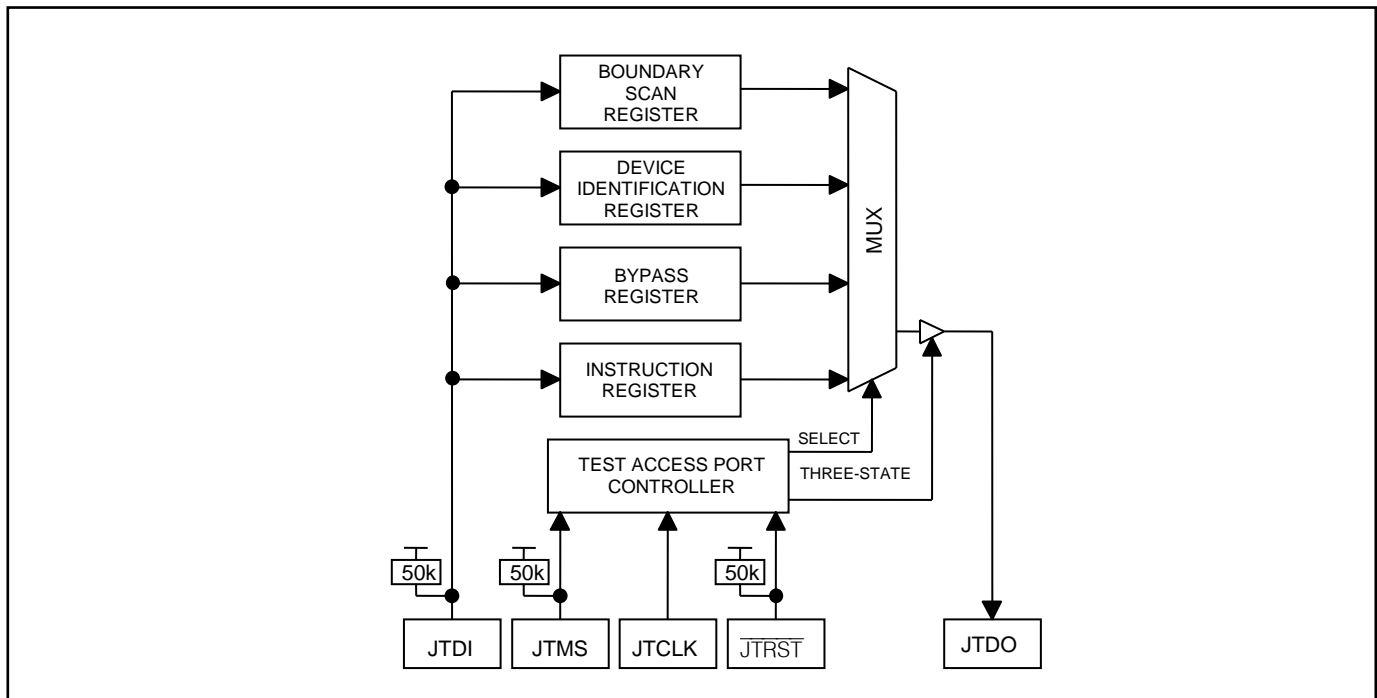 BOUNDARY
SCAN
REGISTER
DEVICE
IDENTIFICATION
REGISTER
MUX
BYPASS
REGISTER
INSTRUCTION
REGISTER
SELECT
TEST ACCESS PORT
CONTROLLER
THREE-STATE
50k
50k
50k
JTDI
JTMS
JTCLK
JTRST
JTDO